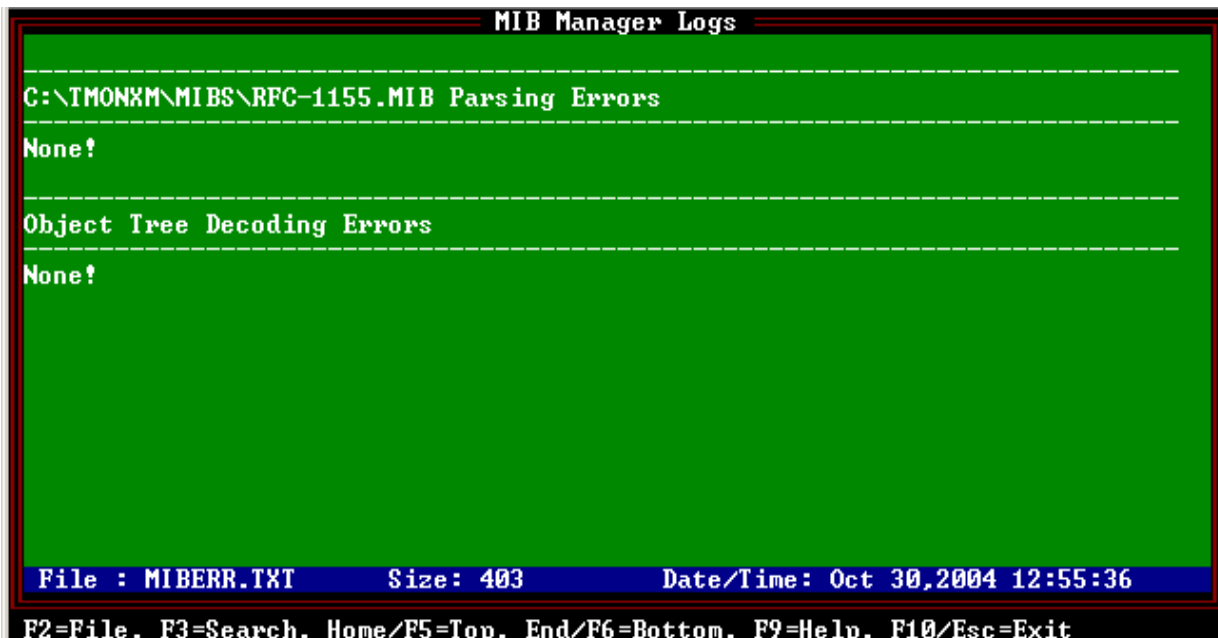 MIB Manager Logs
C:\TMONXM\MIBS\RFC-1155.MIB Parsing Errors
None!
Object Tree Decoding Errors
None!
File : MIBERR.TXT Size: 403 Date/Time: Oct 30,2004 12:55:36
F2=File, F3=Search, Home/F5=Top, End/F6=Bottom, F9=Help, F10/Esc=Exit